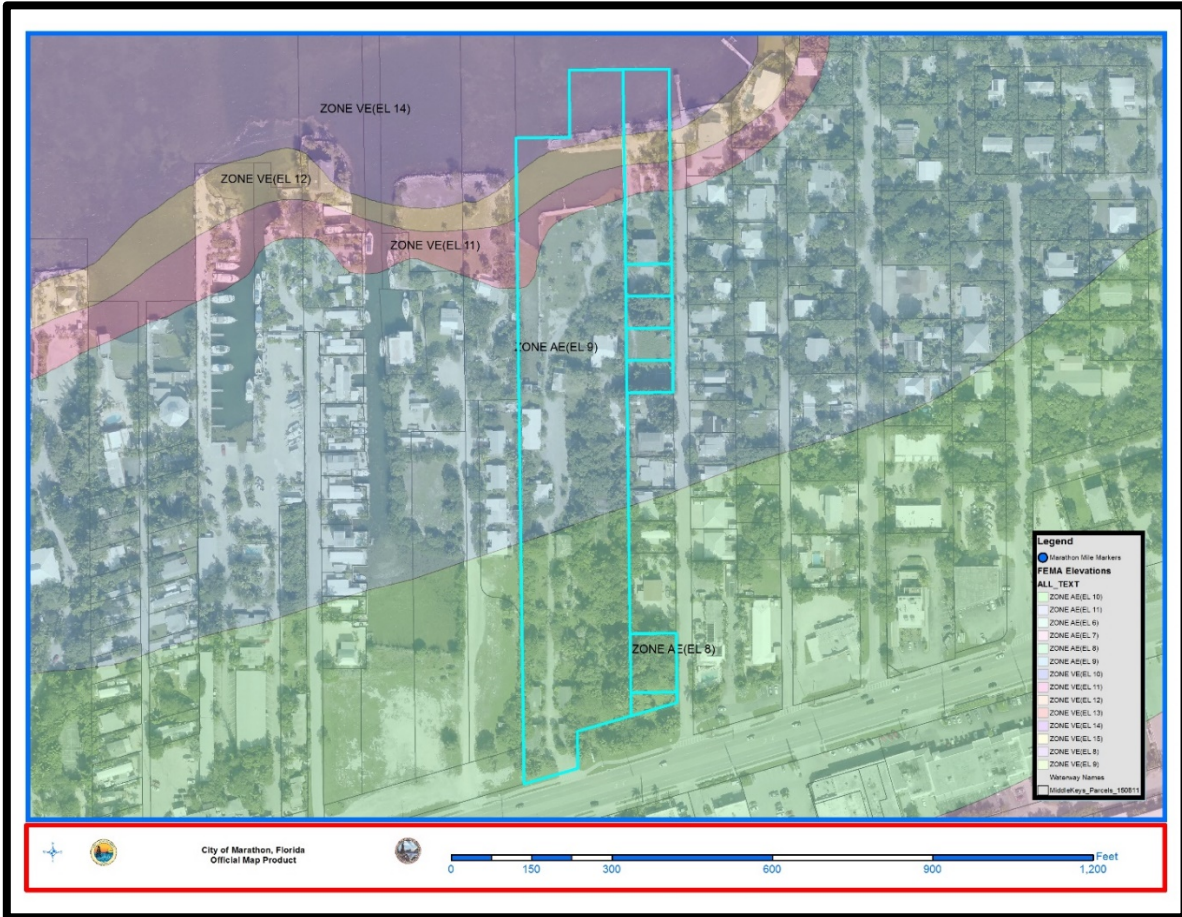 ZONE VE(EL 14)
ZONE VE(EL 12)
ZONE VE(EL 11)
ZONE AE(EL 9)
ZONE AE(EL 8)
Legend
Marathon Mile Markers
FEMA Elevations
ALL_TEXT
ZONE AE(EL 10)
ZONE AE(EL 11)
ZONE AE(EL 6)
ZONE AE(EL 7)
ZONE AE(EL 8)
ZONE AE(EL 9)
ZONE VE(EL 10)
ZONE VE(EL 11)
ZONE VE(EL 12)
ZONE VE(EL 13)
ZONE VE(EL 14)
ZONE VE(EL 15)
ZONE VE(EL 8)
ZONE VE(EL 9)
Waterway Names
MiddleKeys_Parcels_150811
City of Marathon, Florida
Official Map Product
Feet
0 150 300 600 900 1,200